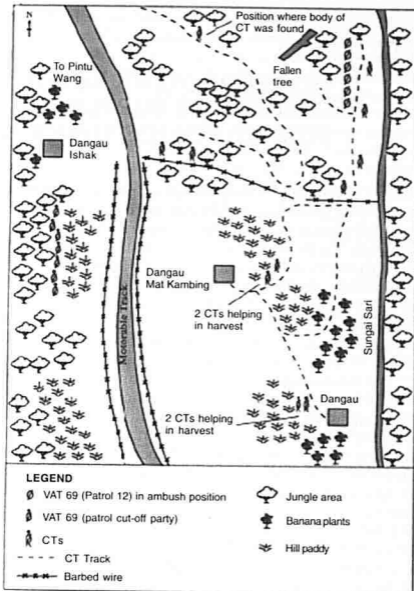 N
Position where body of
CT was found
To Pintu
Wang
Fallen
tree
Dangau
Ishak
Motorable Track
Dangau
Mat Kambing
2 CTs helping
in harvest
Sungai Sari
Dangau
2 CTs helping
in harvest
LEGEND
VAT 69 (Patrol 12) in ambush position
VAT 69 (patrol cut-off party)
CTs
CT Track
Barbed wire
Jungle area
Banana plants
Hill paddy